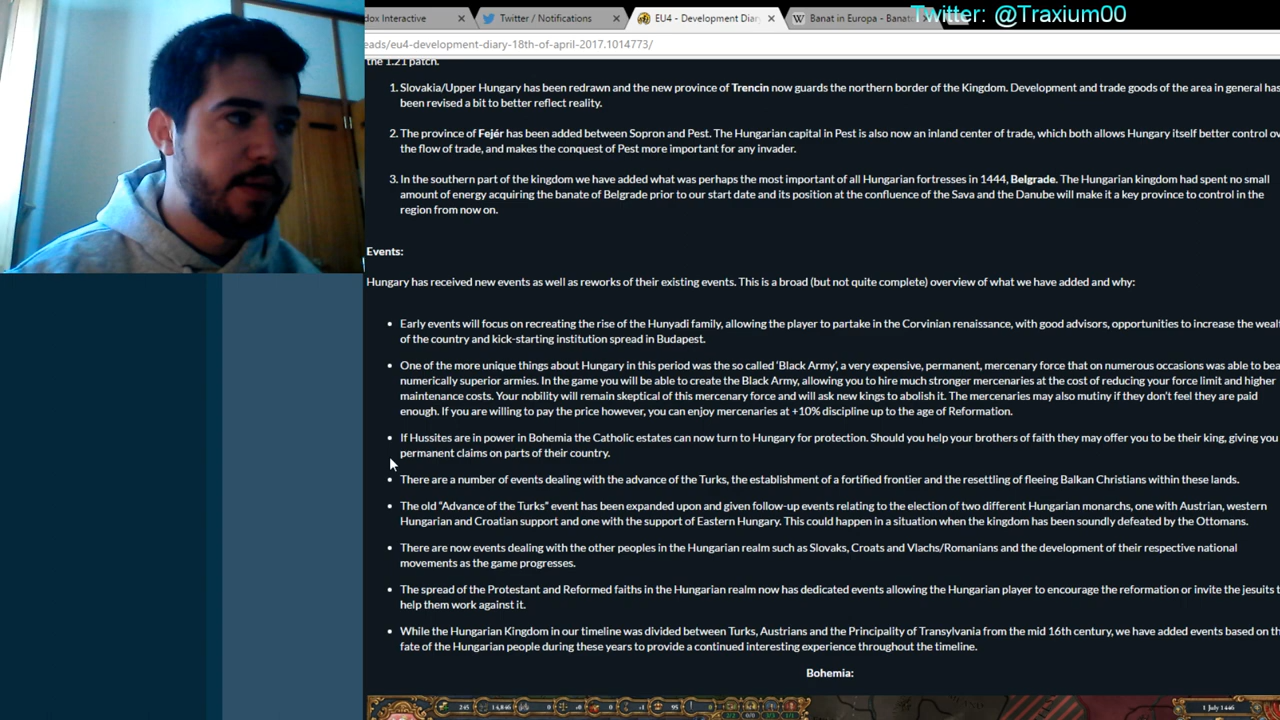 Twitter: @Traxium00
dox Interactive
Twitter / Notifications
EU4 - Development Dia
Banat in Europa - Bana
eads/eu4-development-diary-18th-of-april-2017.1014773/
the 1.21 patch.
1. Slovakia/Upper Hungary has been redrawn and the new province of Trencin now guards the northern border of the Kingdom. Development and trade goods of the area in general has
been revised a bit to better reflect reality.
2. The province of Fejér has been added between Sopron and Pest. The Hungarian capital in Pest is also now an inland center of trade, which both allows Hungary itself better control ov
the flow of trade, and makes the conquest of Pest more important for any invader.
3. In the southern part of the kingdom we have added what was perhaps the most important of all Hungarian fortresses in 1444, Belgrade. The Hungarian kingdom had spent no small
amount of energy acquiring the banate of Belgrade prior to our start date and its position at the confluence of the Sava and the Danube will make it a key province to control in the
region from now on.
Events:
Hungary has received new events as well as reworks of their existing events. This is a broad (but not quite complete) overview of what we have added and why:
Early events will focus on recreating the rise of the Hunyadi family, allowing the player to partake in the Corvinian renaissance, with good advisors, opportunities to increase the weal
of the country and kick-starting institution spread in Budapest.
One of the more unique things about Hungary in this period was the so called 'Black Army', a very expensive, permanent, mercenary force that on numerous occasions was able to bea
numerically superior armies. In the game you will be able to create the Black Army, allowing you to hire much stronger mercenaries at the cost of reducing your force limit and higher
maintenance costs. Your nobility will remain skeptical of this mercenary force and will ask new kings to abolish it. The mercenaries may also mutiny if they don't feel they are paid
enough. If you are willing to pay the price however, you can enjoy mercenaries at +10% discipline up to the age of Reformation.
If Hussites are in power in Bohemia the Catholic estates can now turn to Hungary for protection. Should you help your brothers of faith they may offer you to be their king, giving you
permanent claims on parts of their country.
There are a number of events dealing with the advance of the Turks, the establishment of a fortified frontier and the resettling of fleeing Balkan Christians within these lands.
The old "Advance of the Turks" event has been expanded upon and given follow-up events relating to the election of two different Hungarian monarchs, one with Austrian, western
Hungarian and Croatian support and one with the support of Eastern Hungary. This could happen in a situation when the kingdom has been soundly defeated by the Ottomans.
There are now events dealing with the other peoples in the Hungarian realm such as Slovaks, Croats and Vlachs/Romanians and the development of their respective national
movements as the game progresses.
The spread of the Protestant and Reformed faiths in the Hungarian realm now has dedicated events allowing the Hungarian player to encourage the reformation or invite the jesuits t
help them work against it.
While the Hungarian Kingdom in our timeline was divided between Turks, Austrians and the Principality of Transylvania from the mid 16th century, we have added events based on th
fate of the Hungarian people during these years to provide a continued interesting experience throughout the timeline.
Bohemia:
245 14,846 0 +0 0 +1 95 0 1 July 1446